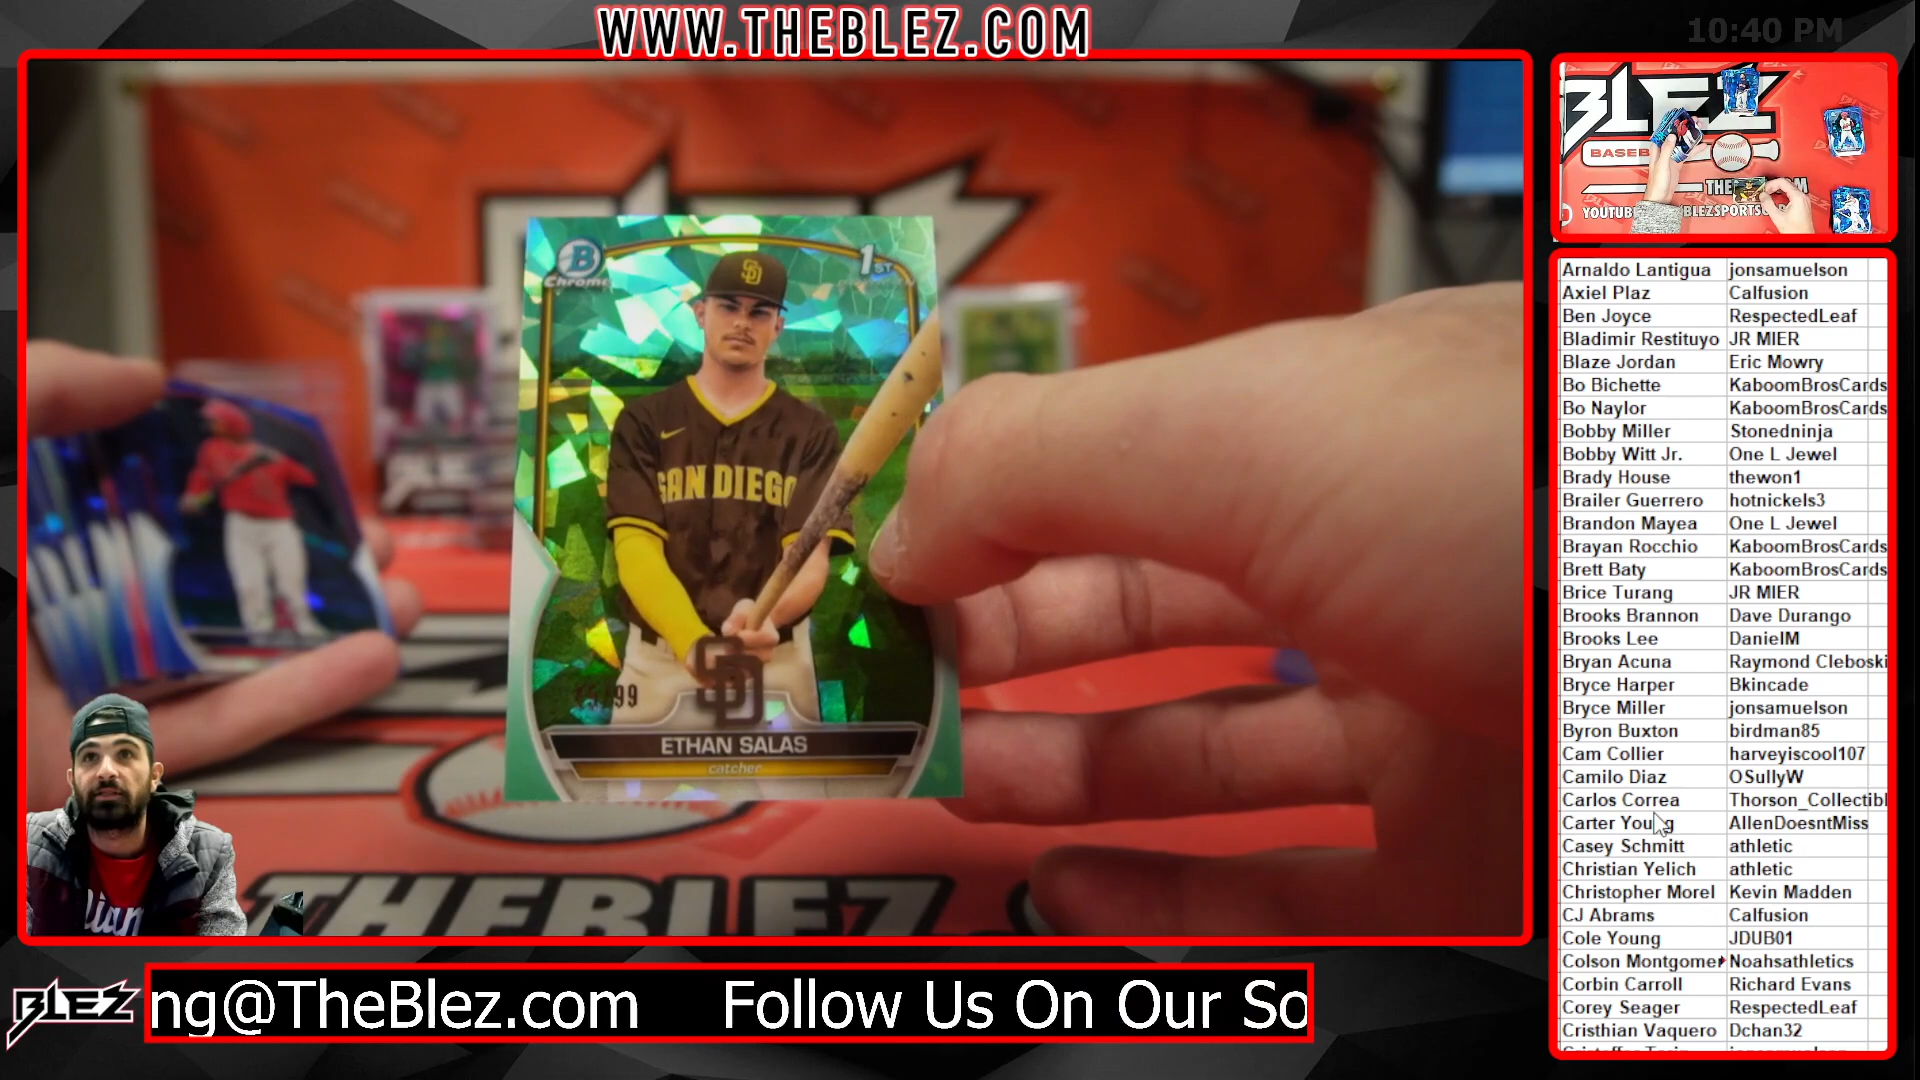 WWW.THEBLEZ.COM
10:40 PM
B
Chrome
1ST
SAN DIEGO
SD
/99
ETHAN SALAS
catcher
THEBLEZ
BLEZ
BASEB
THE
YOUTUB
BLEZSPORTSC
Arnaldo Lantigua jonsamuelson
Axiel Plaz Calfusion
Ben Joyce RespectedLeaf
Bladimir Restituyo JR MIER
Blaze Jordan Eric Mowry
Bo Bichette KaboomBrosCards
Bo Naylor KaboomBrosCards
Bobby Miller Stonedninja
Bobby Witt Jr. One L Jewel
Brady House thewon1
Brailer Guerrero hotnickels3
Brandon Mayea One L Jewel
Brayan Rocchio KaboomBrosCards
Brett Baty KaboomBrosCards
Brice Turang JR MIER
Brooks Brannon Dave Durango
Brooks Lee DanielM
Bryan Acuna Raymond Cleboski
Bryce Harper Bkincade
Bryce Miller jonsamuelson
Byron Buxton birdman85
Cam Collier harveyiscool107
Camilo Diaz OSullyW
Carlos Correa Thorson_Collectibl
Carter Young AllenDoesntMiss
Casey Schmitt athletic
Christian Yelich athletic
Christopher Morel Kevin Madden
CJ Abrams Calfusion
Cole Young JDUB01
Colson Montgomer Noahsathletics
Corbin Carroll Richard Evans
Corey Seager RespectedLeaf
Cristhian Vaquero Dchan32
BLEZ
ng@TheBlez.com Follow Us On Our So